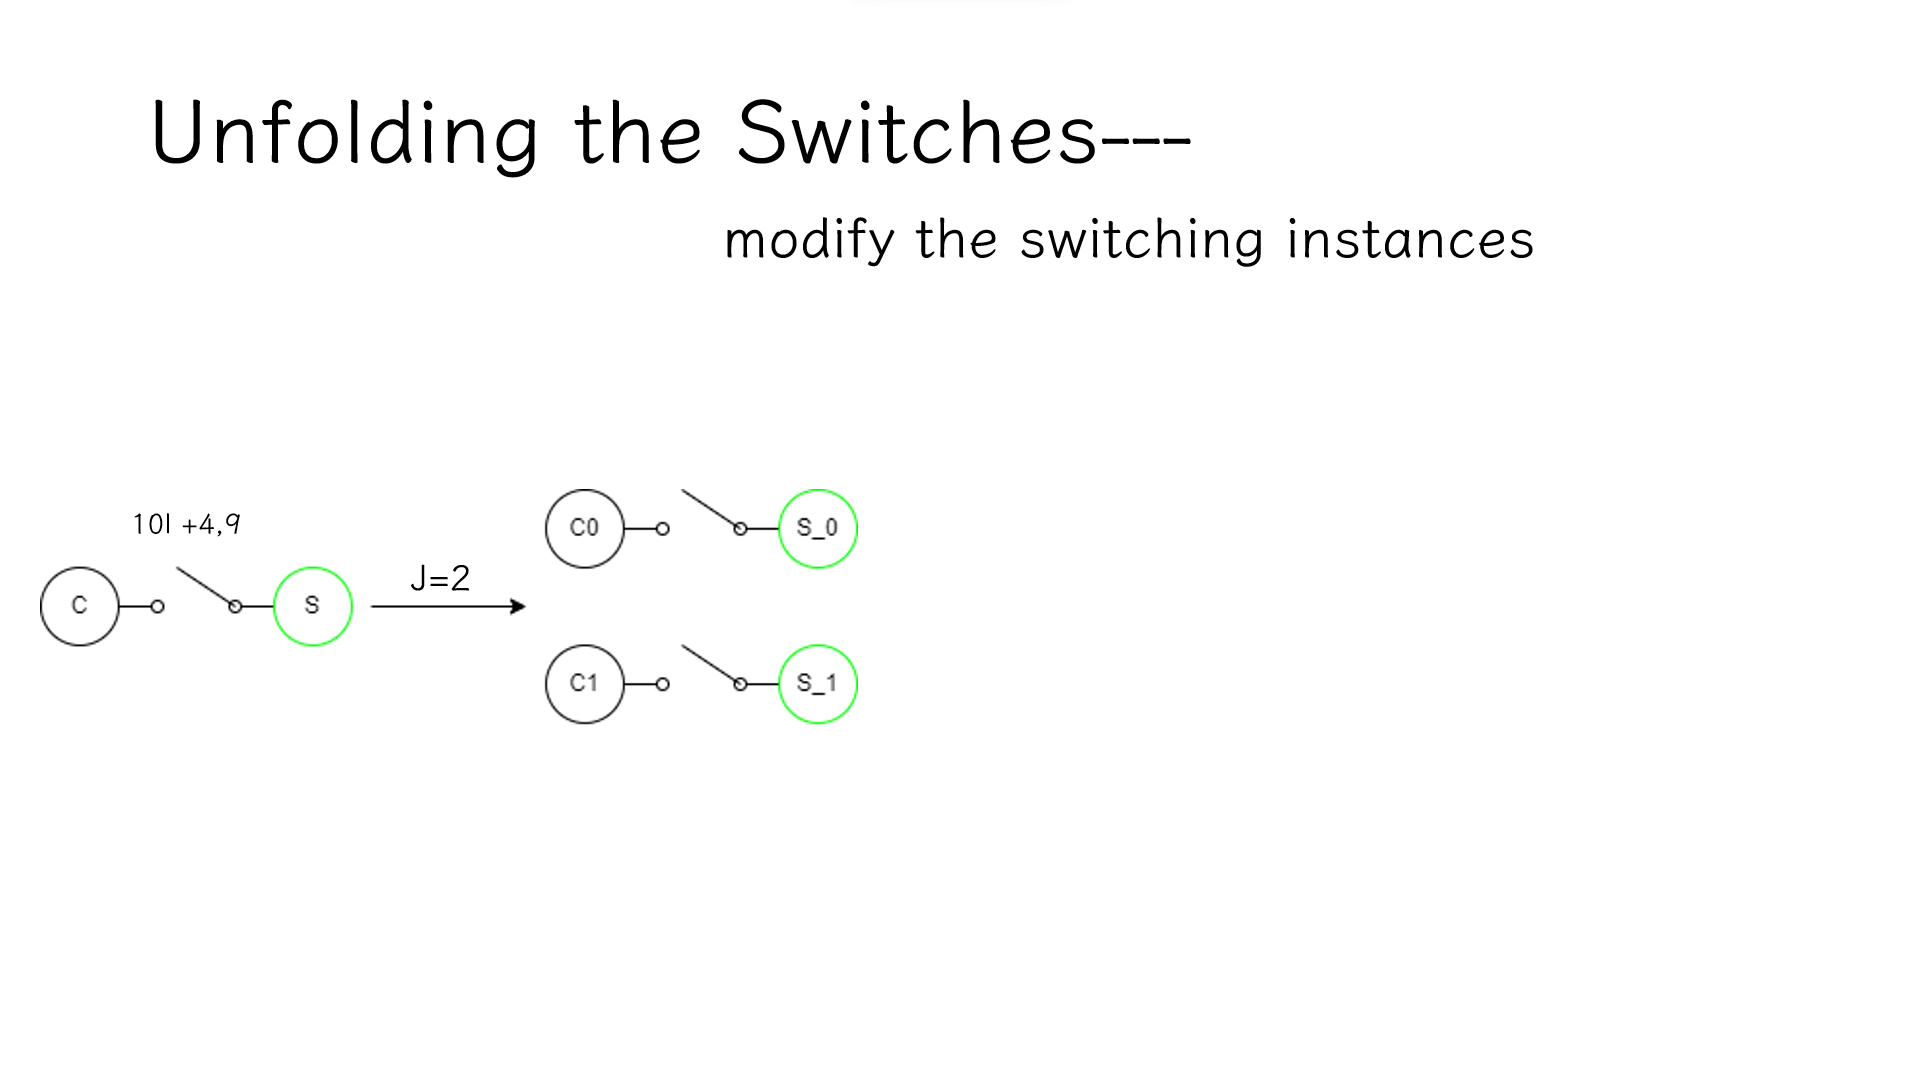 Unfolding the Switches---
modify the switching instances
10l +4,9
C
S
J=2
C0
S_0
C1
S_1